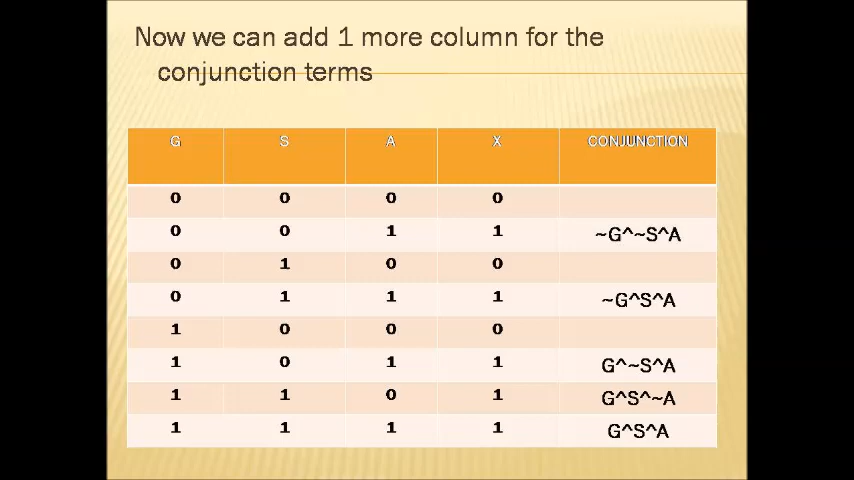 Now we can add 1 more column for the
conjunction terms
G S A X CONJUNCTION
0 0 0 0
0 0 1 1 ~G^~S^A
0 1 0 0
0 1 1 1 ~G^S^A
1 0 0 0
1 0 1 1 G^~S^A
1 1 0 1 G^S^~A
1 1 1 1 G^S^A